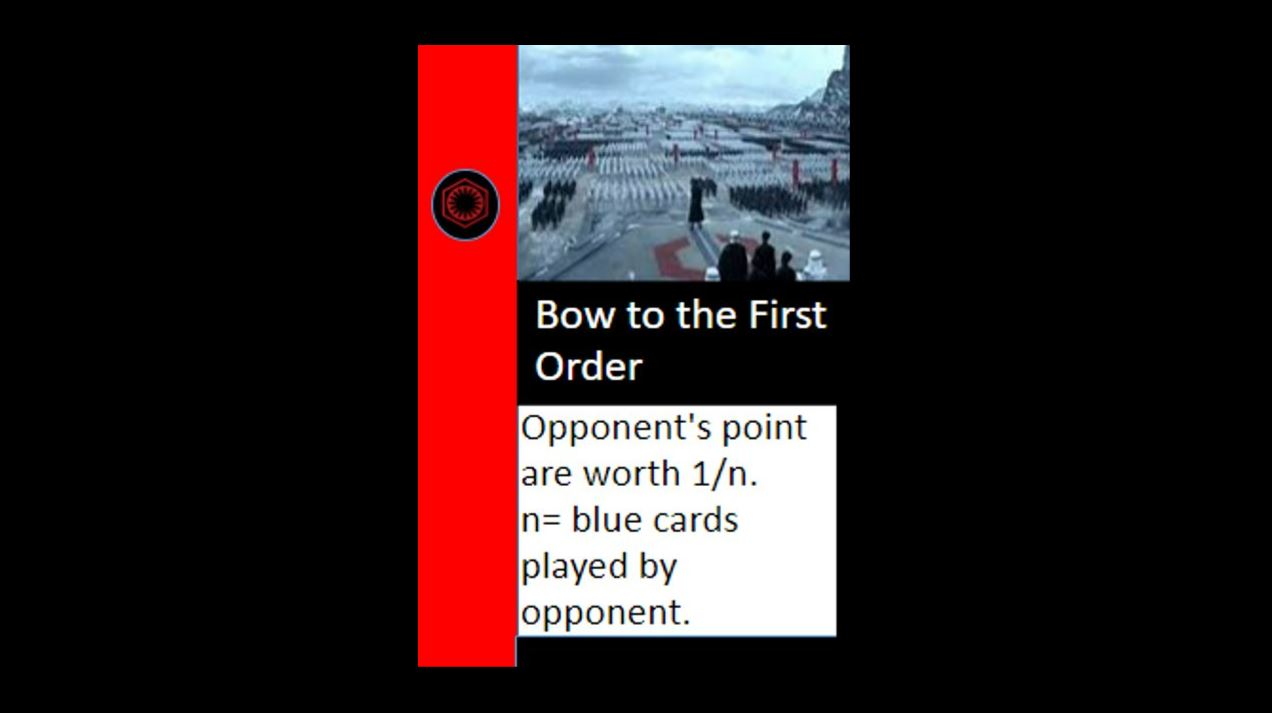 Bow to the First
Order
Opponent's point
are worth 1/n.
n= blue cards
played by
opponent.